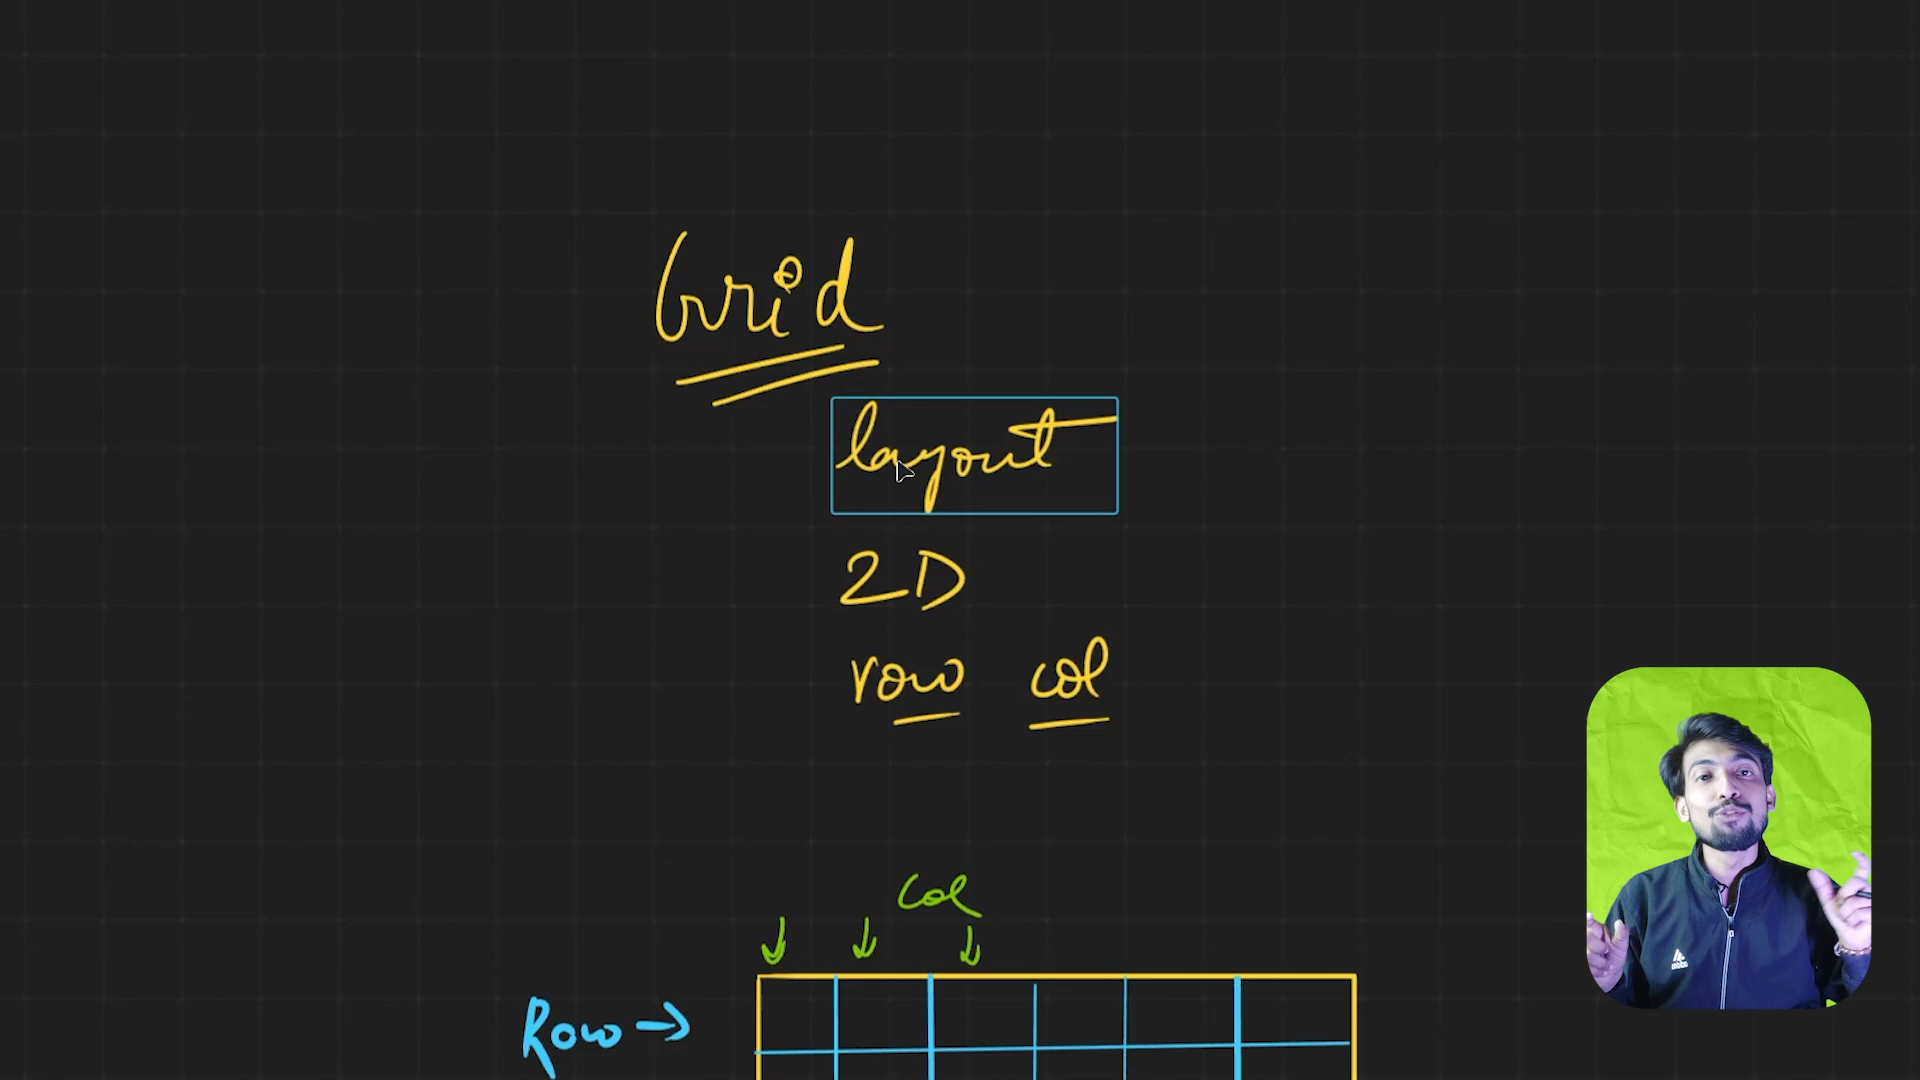 Grid
layout
2D
row col
Col
Row →